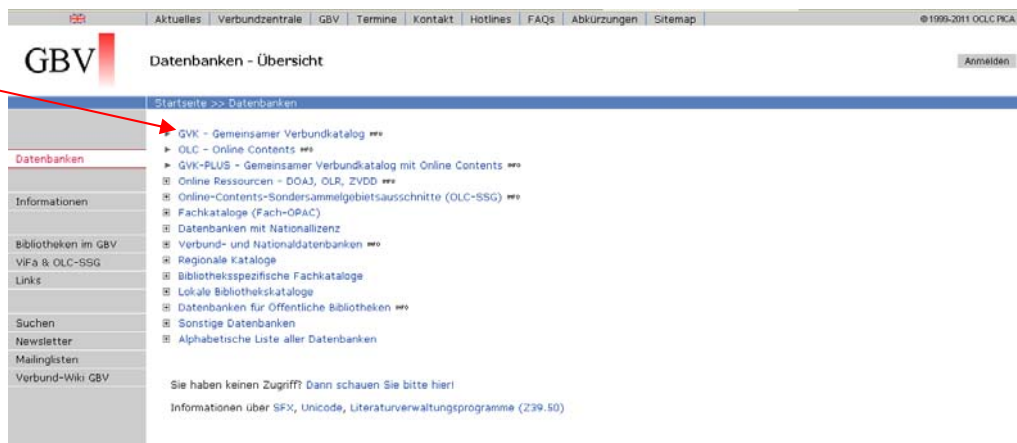 Aktuelles | Verbundzentrale | GBV | Termine | Kontakt | Hotlines | FAQs | Abkürzungen | Sitemap |
©1999-2011 OCLC PICA
GBV
Datenbanken - Übersicht
Anmelden
Startseite >> Datenbanken
GVK - Gemeinsamer Verbundkatalog INFO
OLC - Online Contents INFO
GVK-PLUS - Gemeinsamer Verbundkatalog mit Online Contents INFO
Online Ressourcen - DOAJ, OLR, ZVDD INFO
Online-Contents-Sondersammelgebietsausschnitte (OLC-SSG) INFO
Fachkataloge (Fach-OPAC)
Datenbanken mit Nationallizenz
Verbund- und Nationaldatenbanken INFO
Regionale Kataloge
Bibliotheksspezifische Fachkataloge
Lokale Bibliothekskataloge
Datenbanken für Öffentliche Bibliotheken INFO
Sonstige Datenbanken
Alphabetische Liste aller Datenbanken
Sie haben keinen Zugriff? Dann schauen Sie bitte hier!
Informationen über SFX, Unicode, Literaturverwaltungsprogramme (Z39.50)
Datenbanken
Informationen
Bibliotheken im GBV
ViFa & OLC-SSG
Links
Suchen
Newsletter
Mailinglisten
Verbund-Wiki GBV